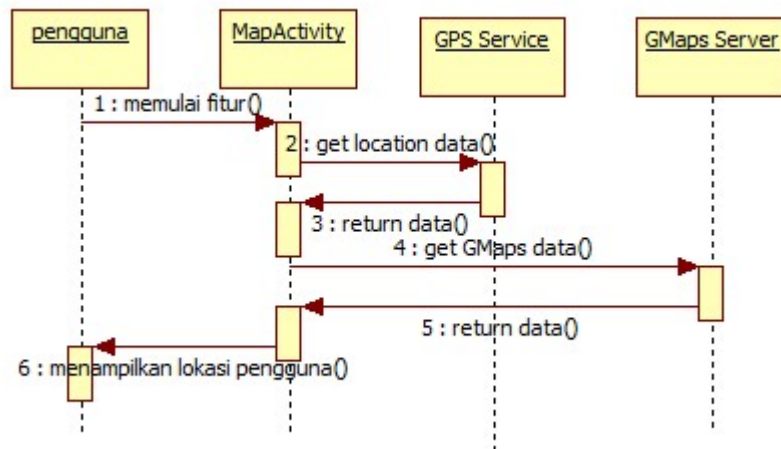 pengguna
MapActivity
GPS Service
GMaps Server
1 : memulai fitur()
2 : get location data()
3 : return data()
4 : get GMaps data()
5 : return data()
6 : menampilkan lokasi pengguna()